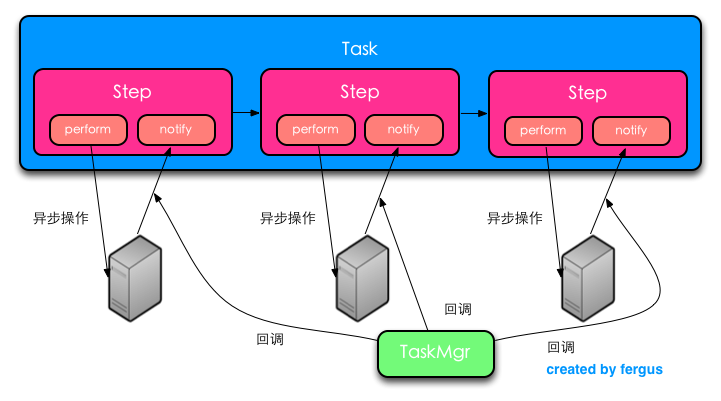 Task
Step
Step
Step
perform
notify
perform
notify
perform
notify
异步操作
异步操作
异步操作
回调
回调
回调
TaskMgr
created by fergus